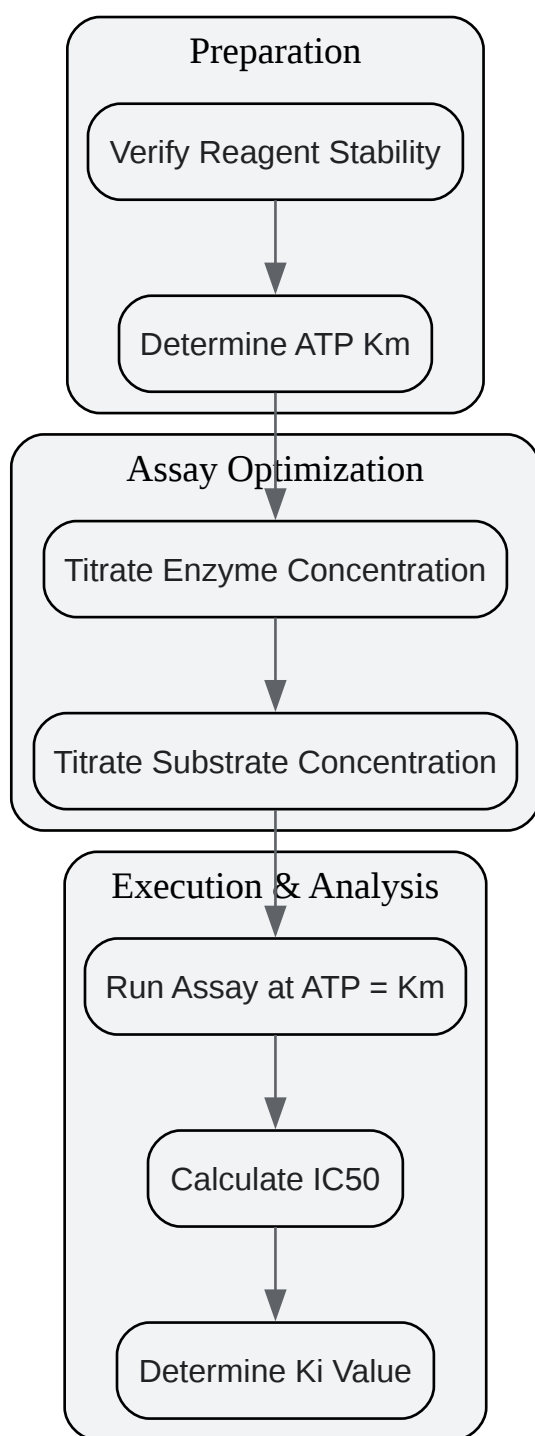 Preparation
Verify Reagent Stability
Determine ATP Km
Assay Optimization
Titrate Enzyme Concentration
Titrate Substrate Concentration
Execution & Analysis
Run Assay at ATP = Km
Calculate IC50
Determine Ki Value